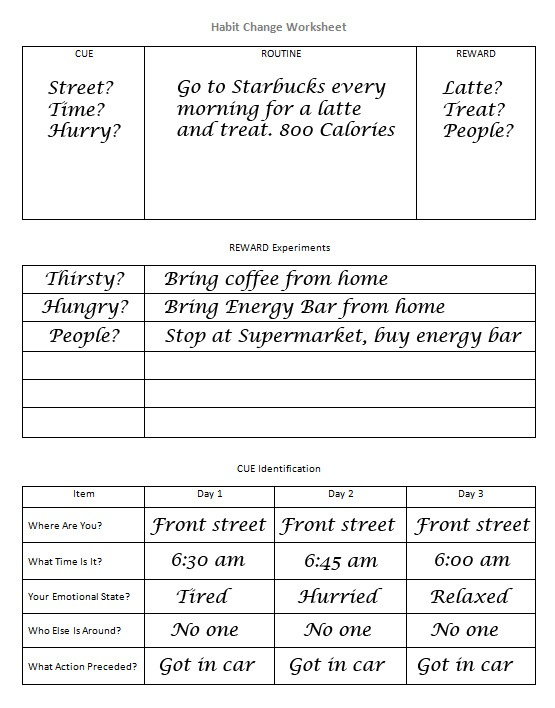 Habit Change Worksheet
CUE ROUTINE REWARD
Street? Go to Starbucks every Latte?
Time? morning for a latte Treat?
Hurry? and treat. 800 Calories People?
REWARD Experiments
Thirsty? Bring coffee from home
Hungry? Bring Energy Bar from home
People? Stop at Supermarket, buy energy bar
CUE Identification
Item Day 1 Day 2 Day 3
Where Are You? Front street Front street Front street
What Time Is It? 6:30 am 6:45 am 6:00 am
Your Emotional State? Tired Hurried Relaxed
Who Else Is Around? No one No one No one
What Action Preceded? Got in car Got in car Got in car